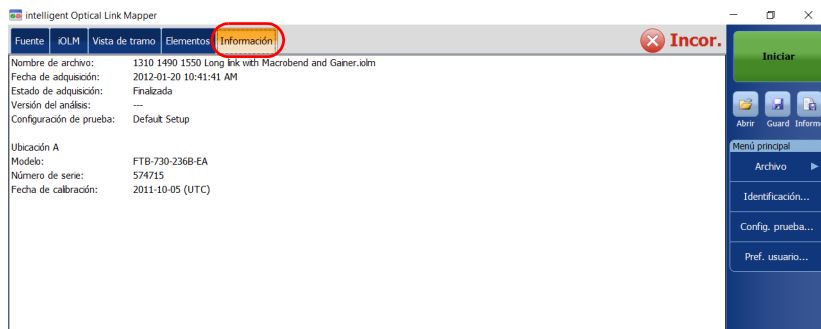 intelligent Optical Link Mapper
Fuente iOLM Vista de tramo Elementos Información
Incor.
Nombre de archivo: 1310 1490 1550 Long link with Macrobend and Gainer.iolm
Fecha de adquisición: 2012-01-20 10:41:41 AM
Estado de adquisición: Finalizada
Versión del análisis: ---
Configuración de prueba: Default Setup
Ubicación A
Modelo: FTB-730-236B-EA
Número de serie: 574715
Fecha de calibración: 2011-10-05 (UTC)
Iniciar
Abrir Guard Inform
Menú principal
Archivo
Identificación...
Config. prueba...
Pref. usuario...